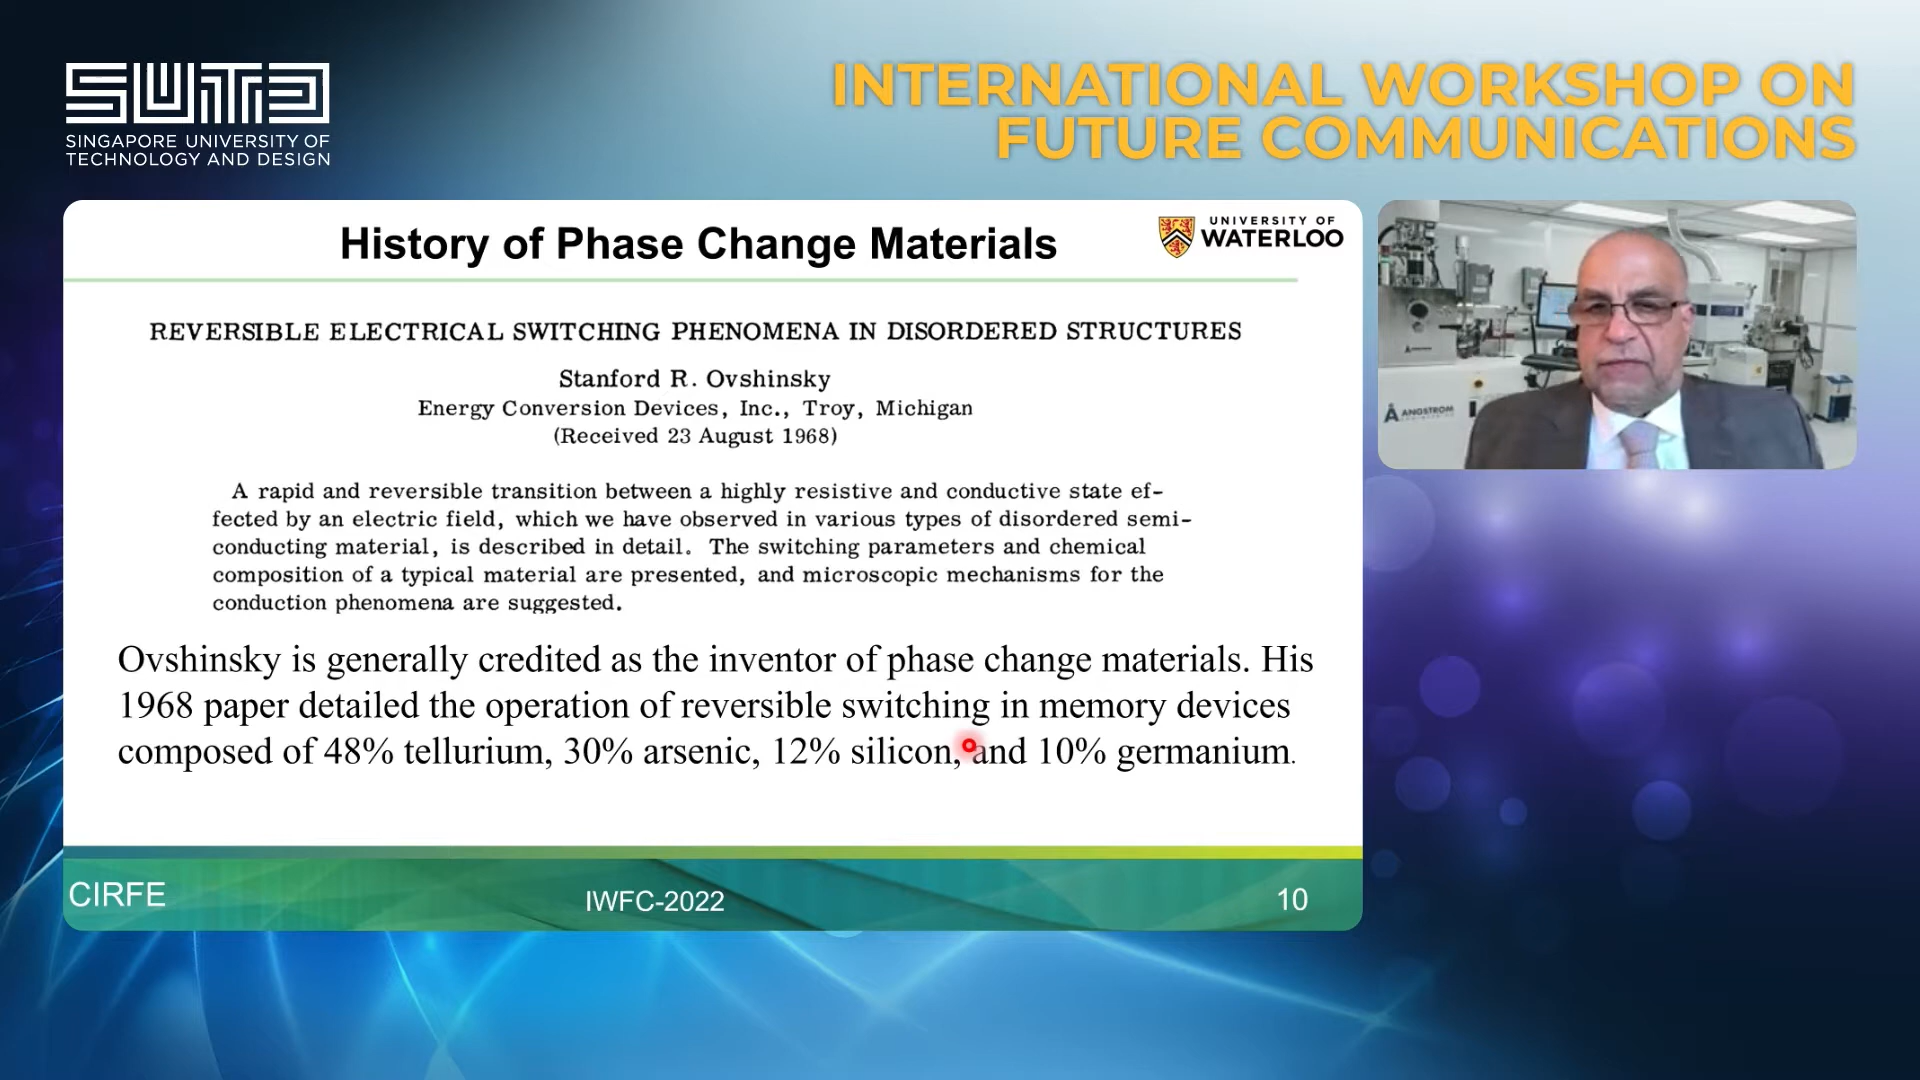 SUTD
SINGAPORE UNIVERSITY OF
TECHNOLOGY AND DESIGN
INTERNATIONAL WORKSHOP ON
FUTURE COMMUNICATIONS
History of Phase Change Materials
UNIVERSITY OF
WATERLOO
REVERSIBLE ELECTRICAL SWITCHING PHENOMENA IN DISORDERED STRUCTURES
Stanford R. Ovshinsky
Energy Conversion Devices, Inc., Troy, Michigan
(Received 23 August 1968)
A rapid and reversible transition between a highly resistive and conductive state ef-
fected by an electric field, which we have observed in various types of disordered semi-
conducting material, is described in detail. The switching parameters and chemical
composition of a typical material are presented, and microscopic mechanisms for the
conduction phenomena are suggested.
Ovshinsky is generally credited as the inventor of phase change materials. His
1968 paper detailed the operation of reversible switching in memory devices
composed of 48% tellurium, 30% arsenic, 12% silicon, and 10% germanium.
CIRFE
IWFC-2022
10
ANGSTROM